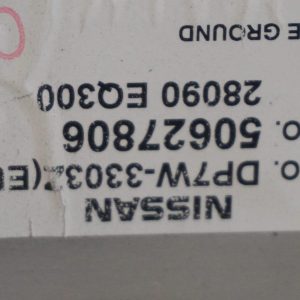 NISSAN
o. DP7W-3303Z(E
o. 50627806
28090 EQ300
E GROUND